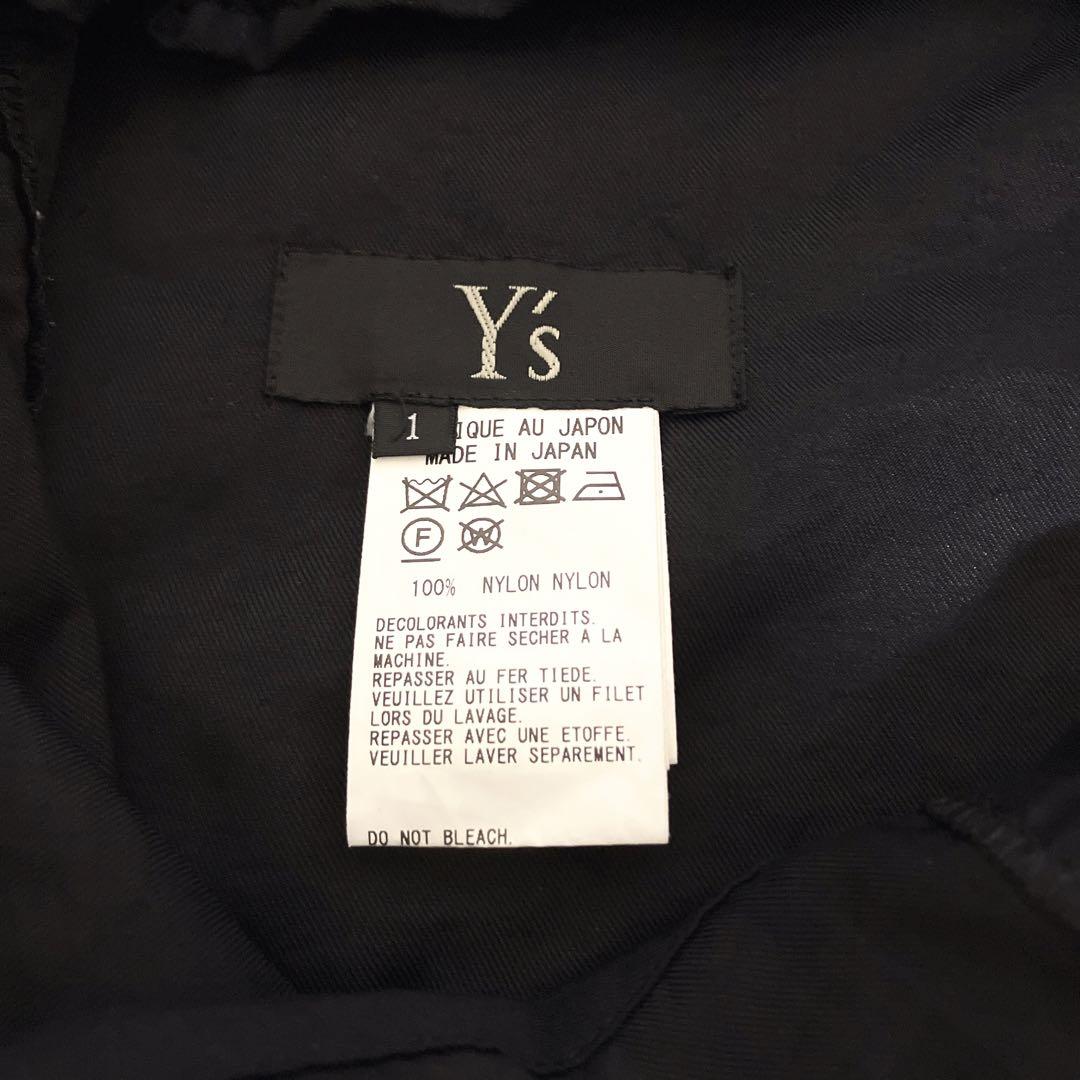 Y's
1
IQUE AU JAPON
MADE IN JAPAN
F
W
100% NYLON NYLON
DECOLORANTS INTERDITS.
NE PAS FAIRE SECHER A LA
MACHINE.
REPASSER AU FER TIEDE.
VEUILLEZ UTILISER UN FILET
LORS DU LAVAGE.
REPASSER AVEC UNE ETOFFE.
VEUILLER LAVER SEPAREMENT.
DO NOT BLEACH.